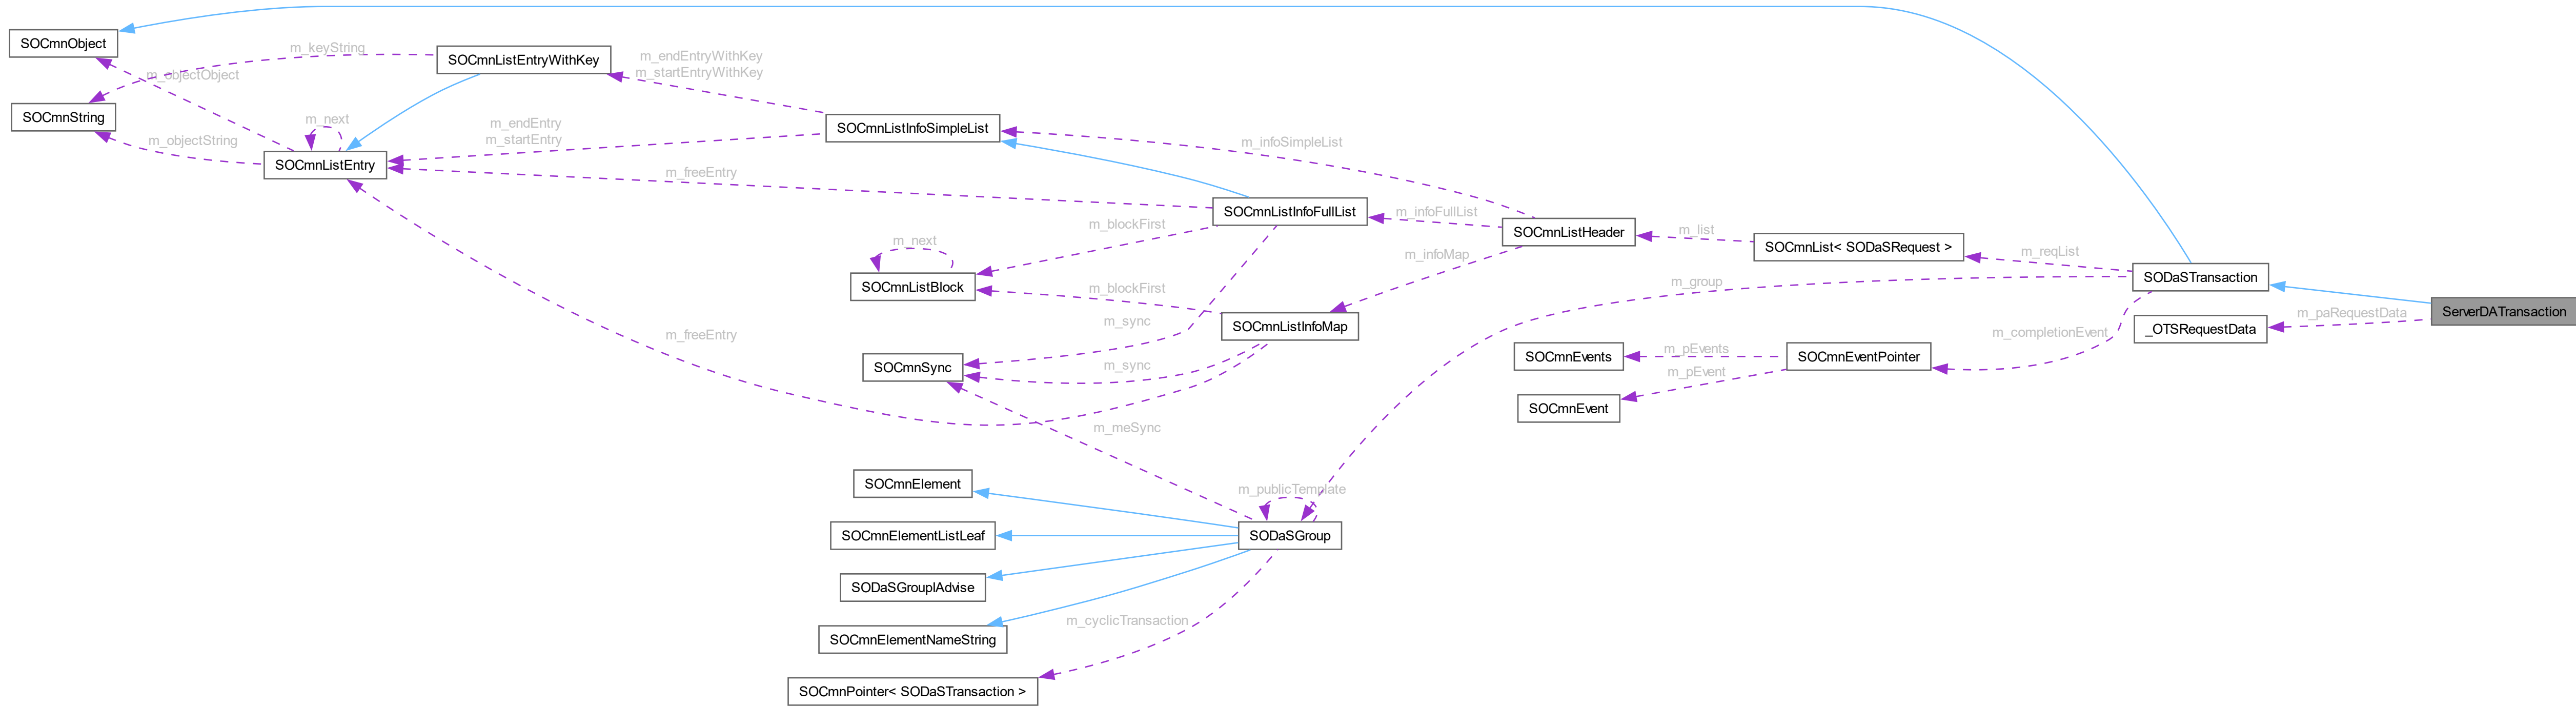 SOCmnObject
m_keyString
SOCmnListEntryWithKey
m_endEntryWithKey
m_startEntryWithKey
m_objectObject
SOCmnString
m_next
m_objectString
SOCmnListEntry
m_endEntry
m_startEntry
SOCmnListInfoSimpleList
m_infoSimpleList
m_freeEntry
SOCmnListInfoFullList
m_infoFullList
SOCmnListHeader
m_list
SOCmnList< SODaSRequest >
m_reqList
SODaSTransaction
m_blockFirst
m_next
SOCmnListBlock
m_infoMap
m_group
m_blockFirst
m_sync
SOCmnListInfoMap
m_freeEntry
m_completionEvent
_OTSRequestData
m_paRequestData
ServerDATransaction
SOCmnSync
m_sync
SOCmnEvents
m_pEvents
SOCmnEventPointer
m_pEvent
SOCmnEvent
m_meSync
SOCmnElement
m_publicTemplate
SOCmnElementListLeaf
SODaSGroup
SODaSGroupIAdvise
m_cyclicTransaction
SOCmnElementNameString
SOCmnPointer< SODaSTransaction >